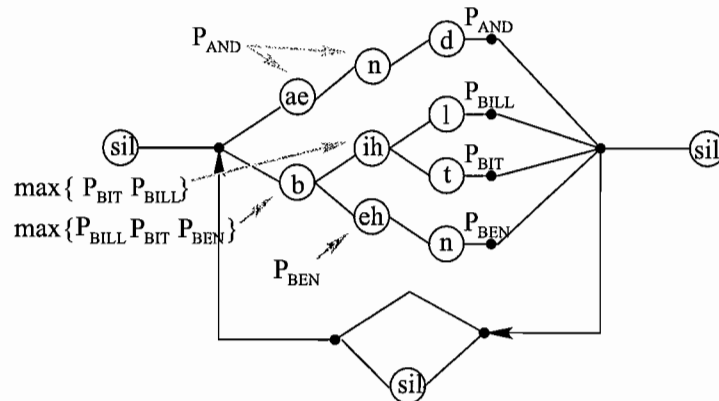 P_AND
d
P_AND
n
ae
P_BILL
l
sil
ih
sil
P_BIT
t
max{ P_BIT P_BILL}
b
max{P_BILL P_BIT P_BEN}
eh
P_BEN
n
P_BEN
sil